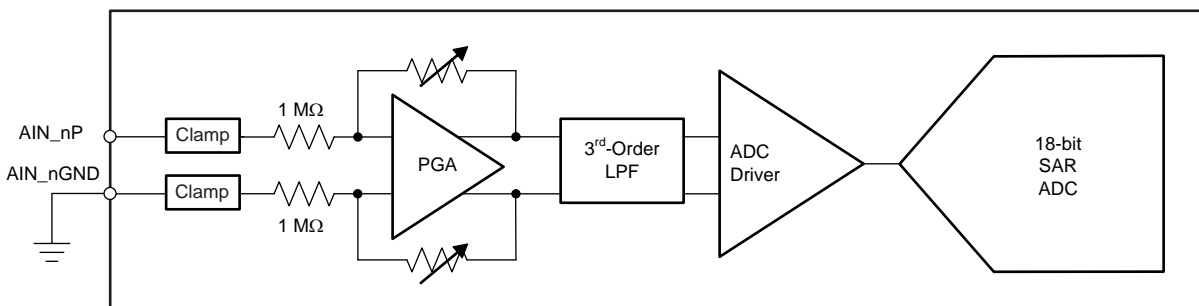 AIN_nP
Clamp
1 MΩ
AIN_nGND
Clamp
1 MΩ
PGA
3rd-Order
LPF
ADC
Driver
18-bit
SAR
ADC